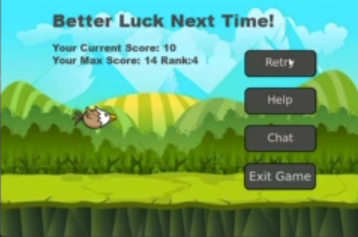 Better Luck Next Time!
Your Current Score: 10
Your Max Score: 14 Rank:4
Retry
Help
Chat
Exit Game